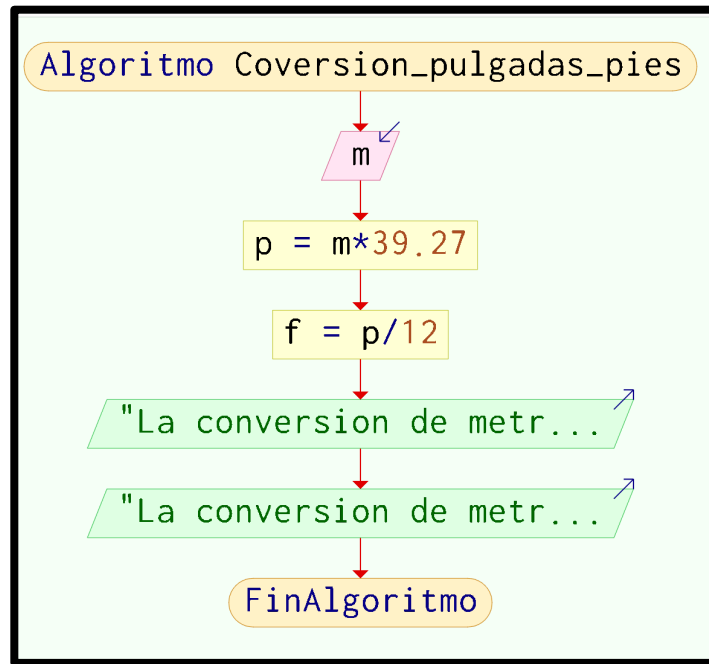 Algoritmo Coversion_pulgadas_pies
m
p = m*39.27
f = p/12
"La conversion de metr...
"La conversion de metr...
FinAlgoritmo